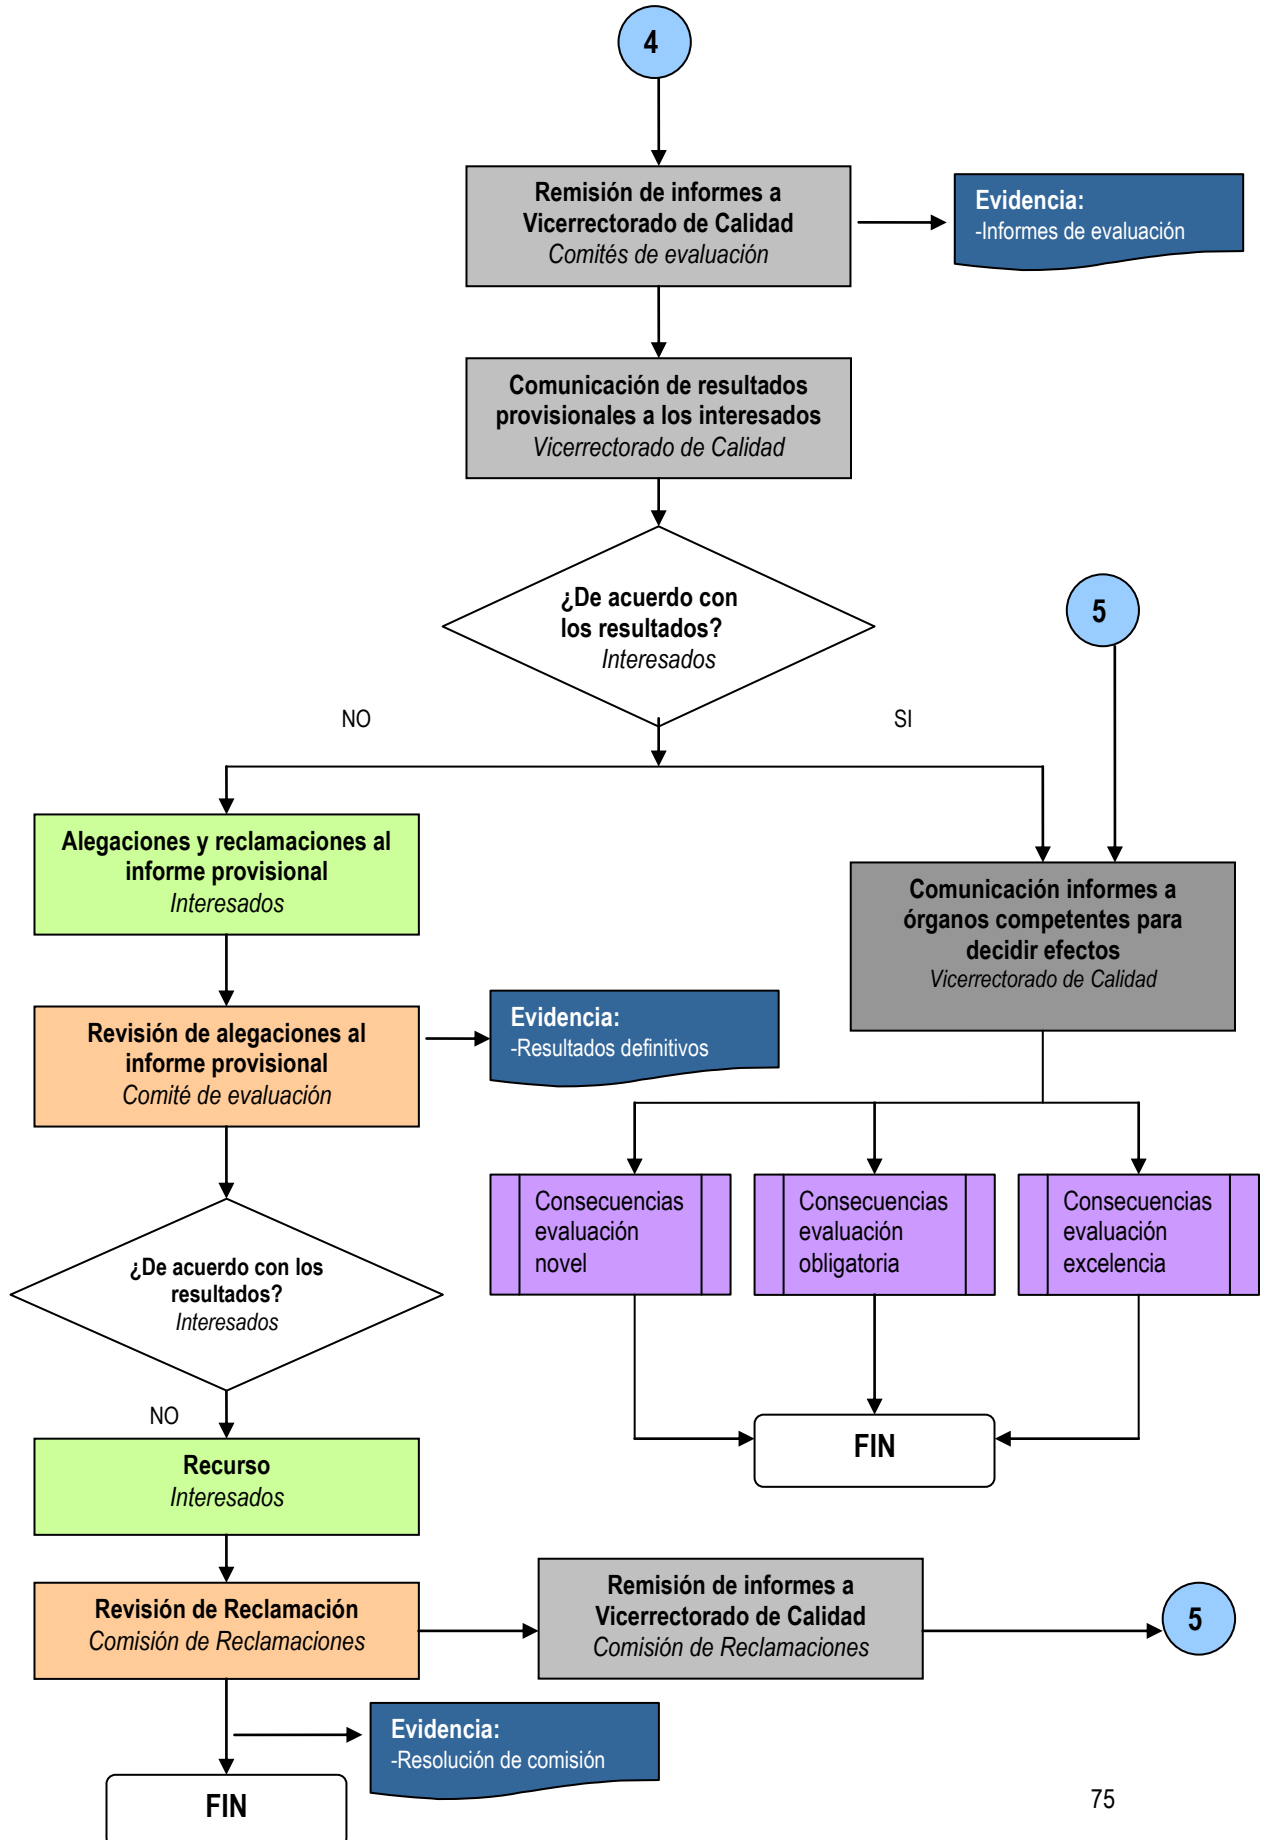 4
Remisión de informes a
Vicerrectorado de Calidad
Comités de evaluación
Evidencia:
-Informes de evaluación
Comunicación de resultados
provisionales a los interesados
Vicerrectorado de Calidad
¿De acuerdo con
los resultados?
Interesados
5
NO
SI
Alegaciones y reclamaciones al
informe provisional
Interesados
Comunicación informes a
órganos competentes para
decidir efectos
Vicerrectorado de Calidad
Revisión de alegaciones al
informe provisional
Comité de evaluación
Evidencia:
-Resultados definitivos
Consecuencias
evaluación
novel
Consecuencias
evaluación
obligatoria
Consecuencias
evaluación
excelencia
¿De acuerdo con los
resultados?
Interesados
NO
FIN
Recurso
Interesados
Revisión de Reclamación
Comisión de Reclamaciones
Remisión de informes a
Vicerrectorado de Calidad
Comisión de Reclamaciones
5
Evidencia:
-Resolución de comisión
FIN
75